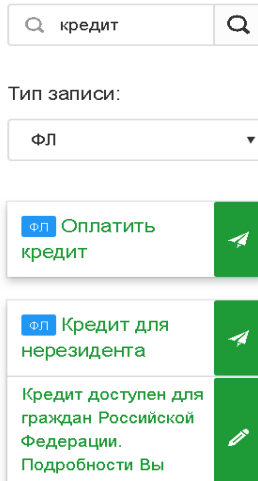 кредит
Тип записи:
ФЛ
ФЛ Оплатить
кредит
ФЛ Кредит для
нерезидента
Кредит доступен для
граждан Российской
Федерации.
Подробности Вы